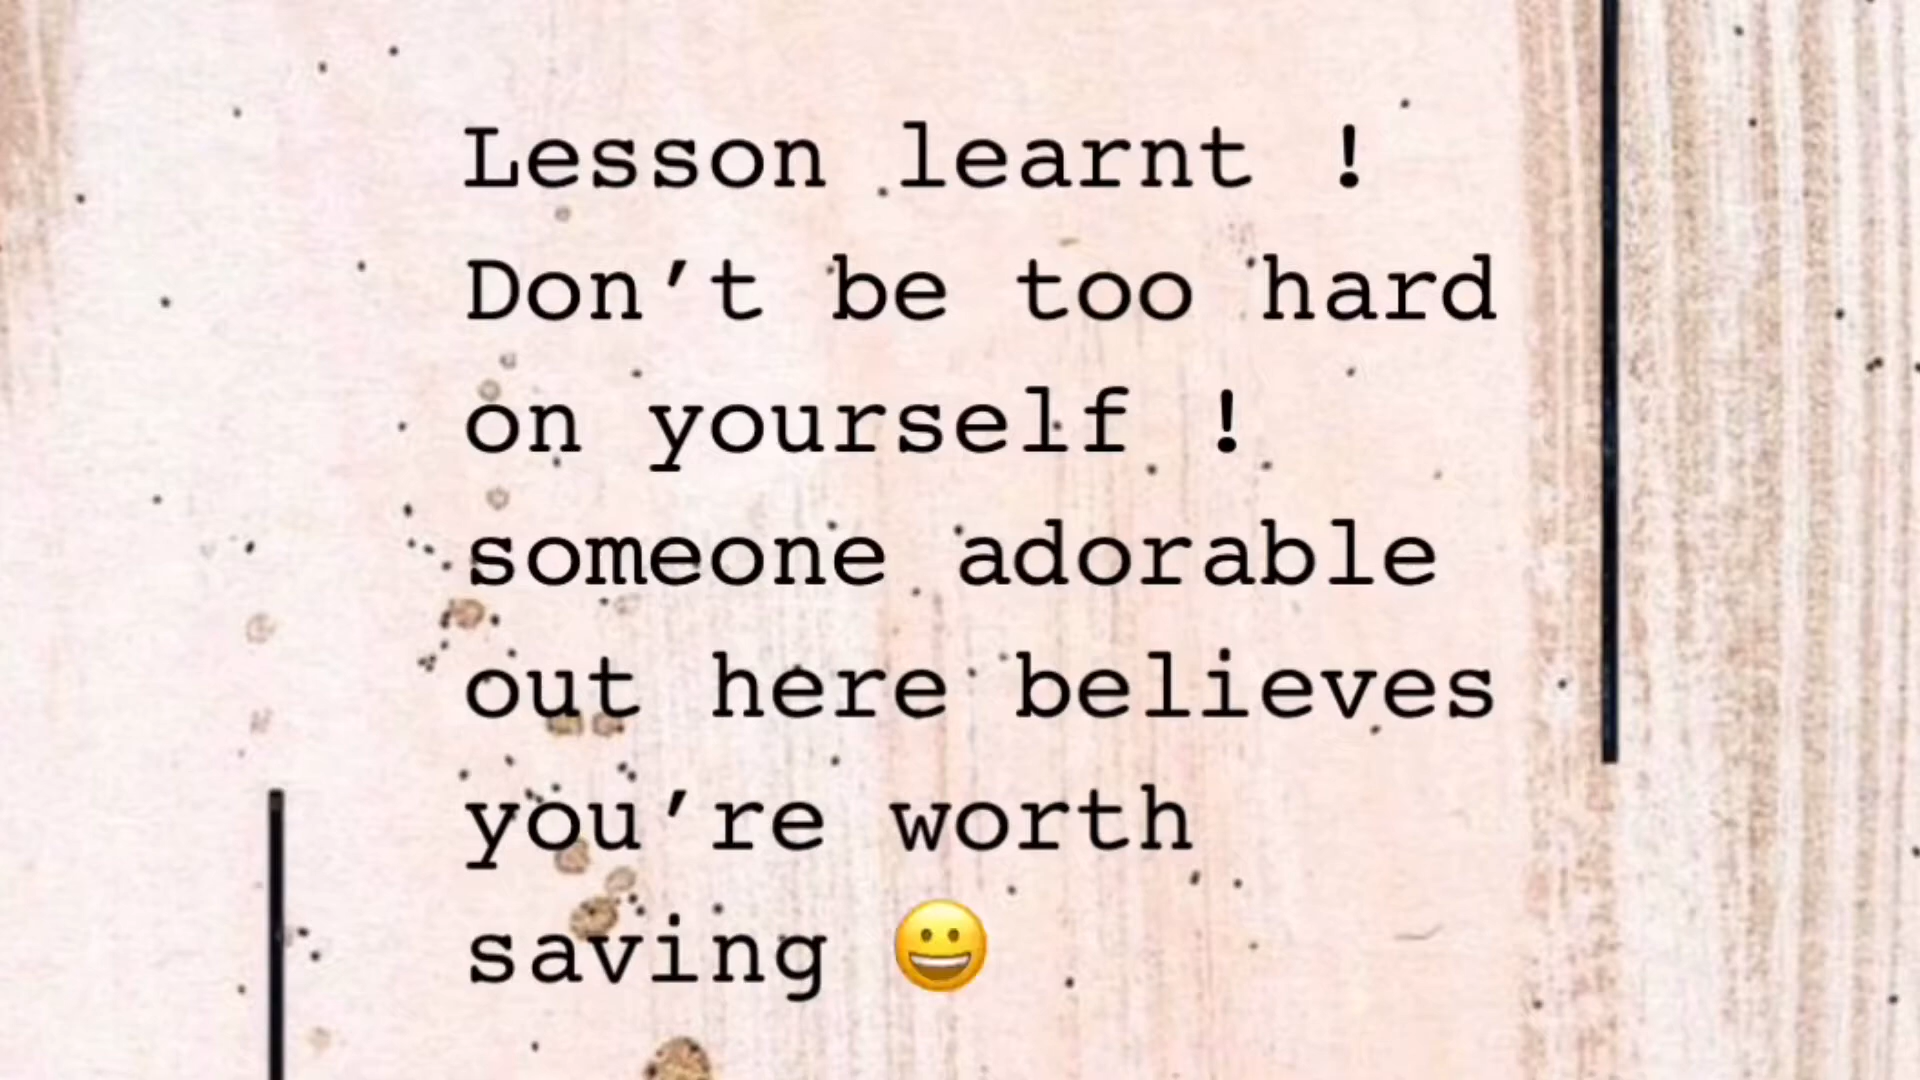 Lesson learnt !
Don’t be too hard
on yourself !
someone adorable
out here believes
you’re worth
saving 😀